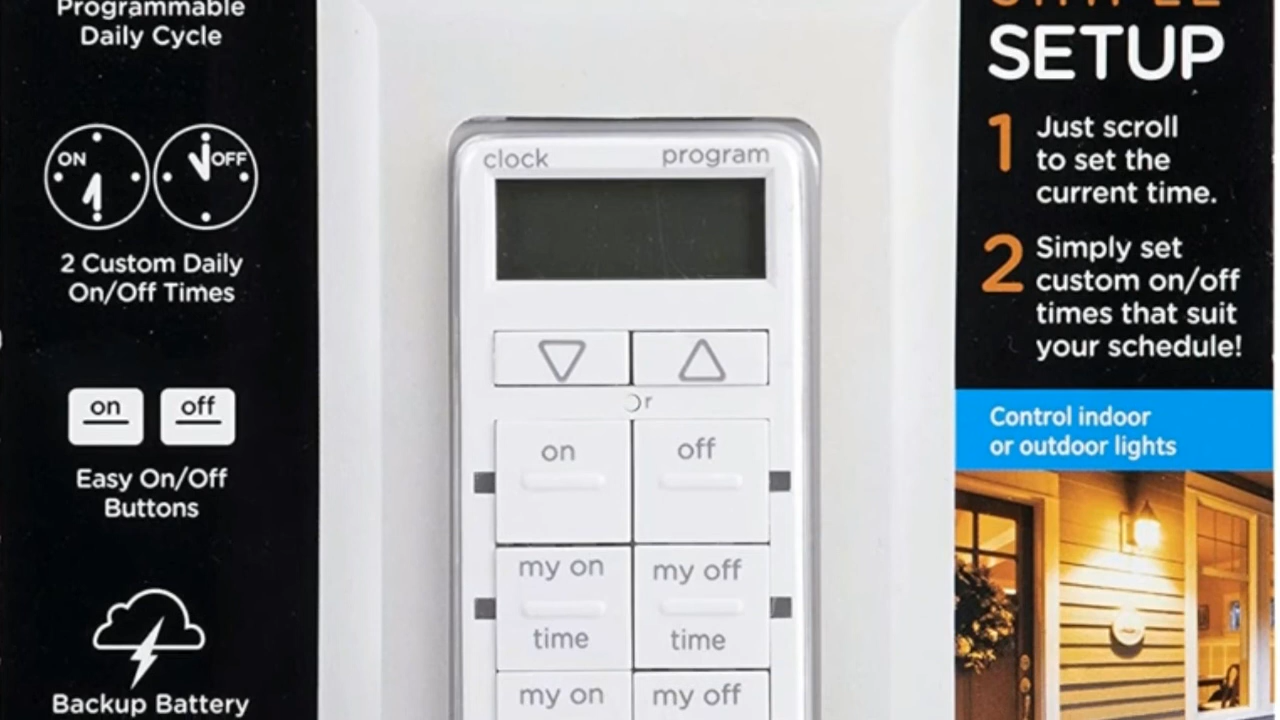 Programmable
Daily Cycle
ON
OFF
2 Custom Daily
On/Off Times
on
off
Easy On/Off
Buttons
Backup Battery
clock
program
Or
on
off
my on
time
my off
time
my on
my off
SIMPLE
SETUP
1
Just scroll
to set the
current time.
2
Simply set
custom on/off
times that suit
your schedule!
Control indoor
or outdoor lights